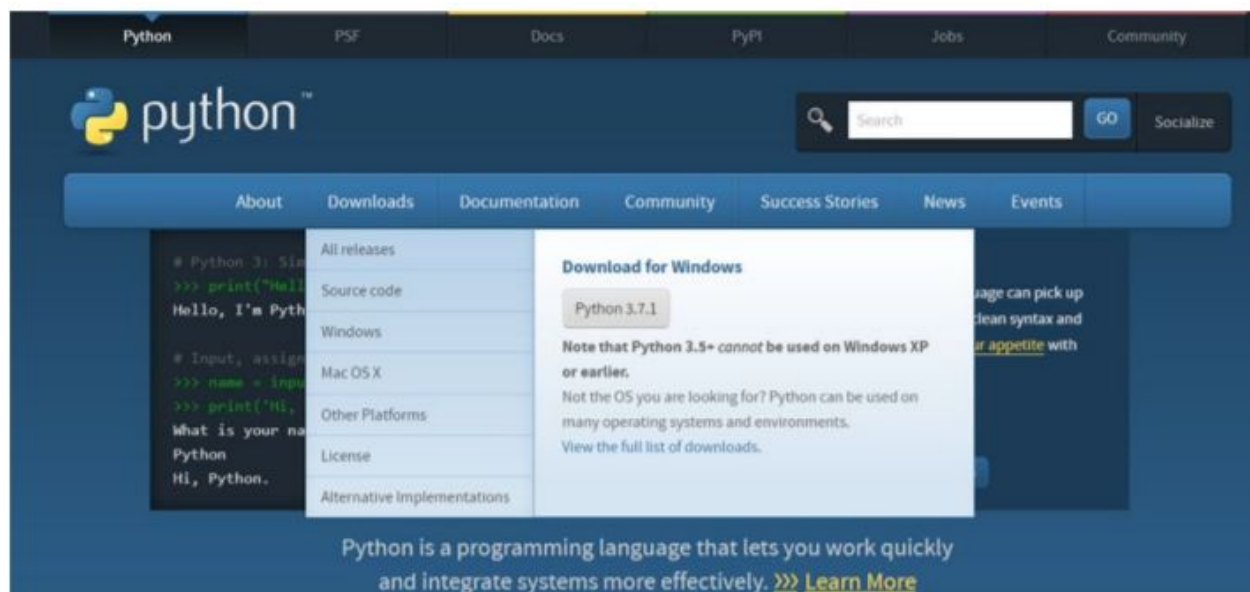 Python PSF Docs PyPI Jobs Community
python™
Search GO Socialize
About Downloads Documentation Community Success Stories News Events
# Python 3: Sim
>>> print("Hell
Hello, I'm Pyth
# Input, assign
>>> name = inpu
>>> print('Hi,
What is your na
Python
Hi, Python.
All releases
Source code
Windows
Mac OS X
Other Platforms
License
Alternative Implementations
Download for Windows
Python 3.7.1
Note that Python 3.5+ cannot be used on Windows XP
or earlier.
Not the OS you are looking for? Python can be used on
many operating systems and environments.
View the full list of downloads.
uage can pick up
clean syntax and
ur appetite with
Python is a programming language that lets you work quickly
and integrate systems more effectively. >>> Learn More